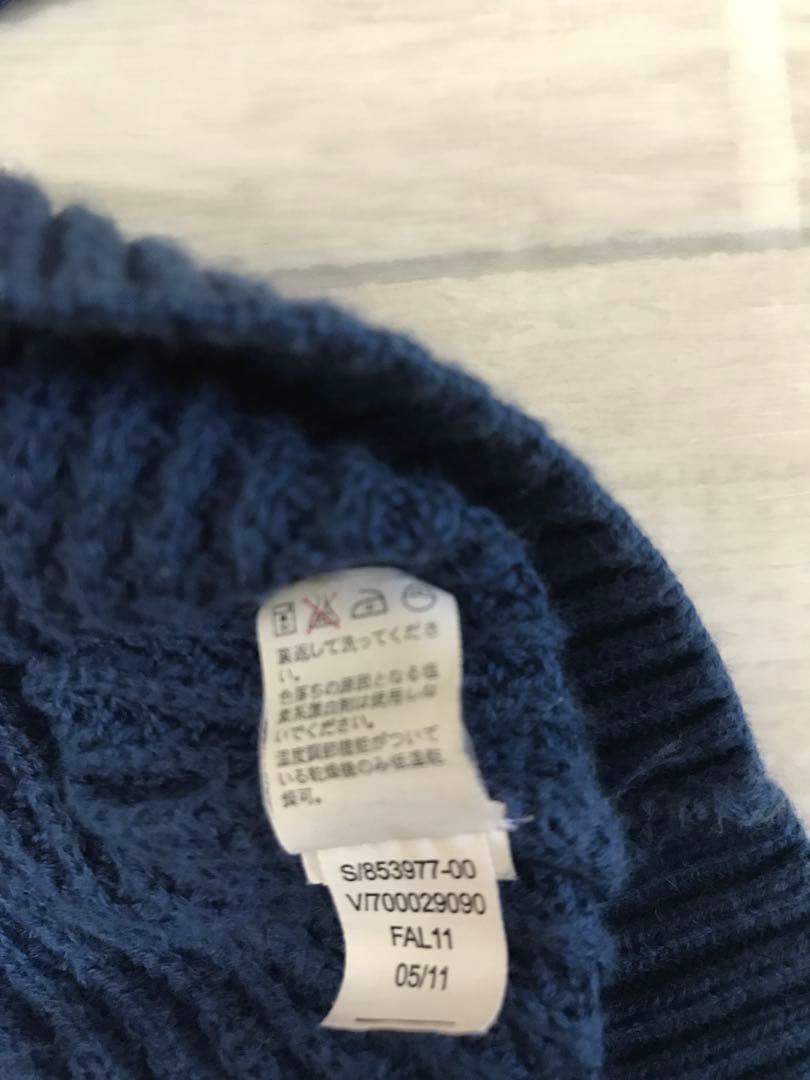 裏返して洗ってくださ
い。
色落ちの原因となる塩
素系漂白剤は使用しな
いでください。
温度調節機能がついて
いる乾燥機のみ低温乾
燥可。
S/853977-00
V/700029090
FAL11
05/11